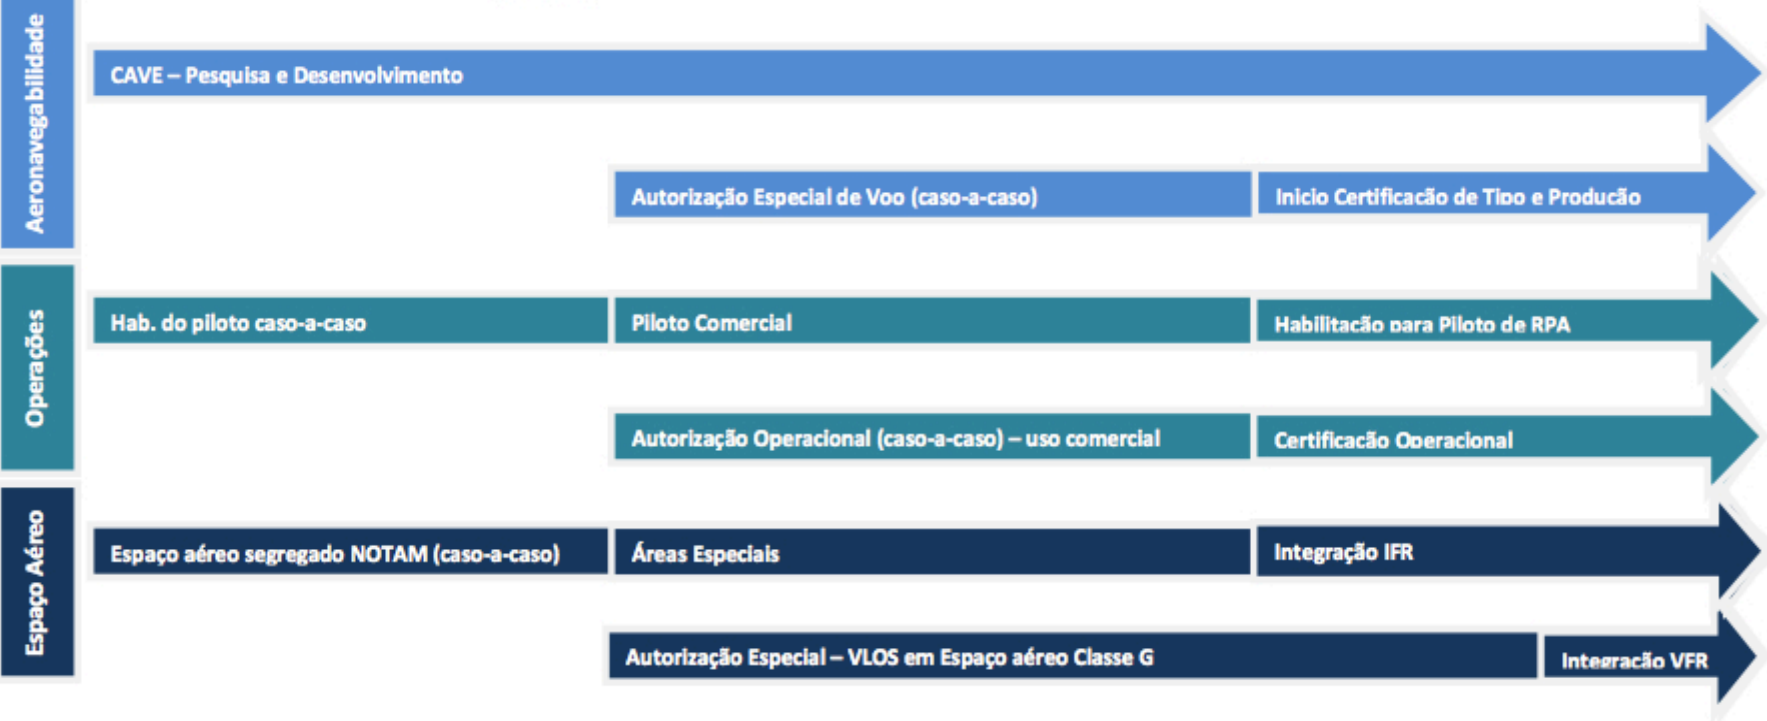 Aeronavegabilidade
CAVE – Pesquisa e Desenvolvimento
Autorização Especial de Voo (caso-a-caso)
Inicio Certificação de Tipo e Produção
Operações
Hab. do piloto caso-a-caso
Piloto Comercial
Habilitação para Piloto de RPA
Autorização Operacional (caso-a-caso) – uso comercial
Certificação Operacional
Espaço Aéreo
Espaço aéreo segregado NOTAM (caso-a-caso)
Áreas Especiais
Integração IFR
Autorização Especial – VLOS em Espaço aéreo Classe G
Integração VFR